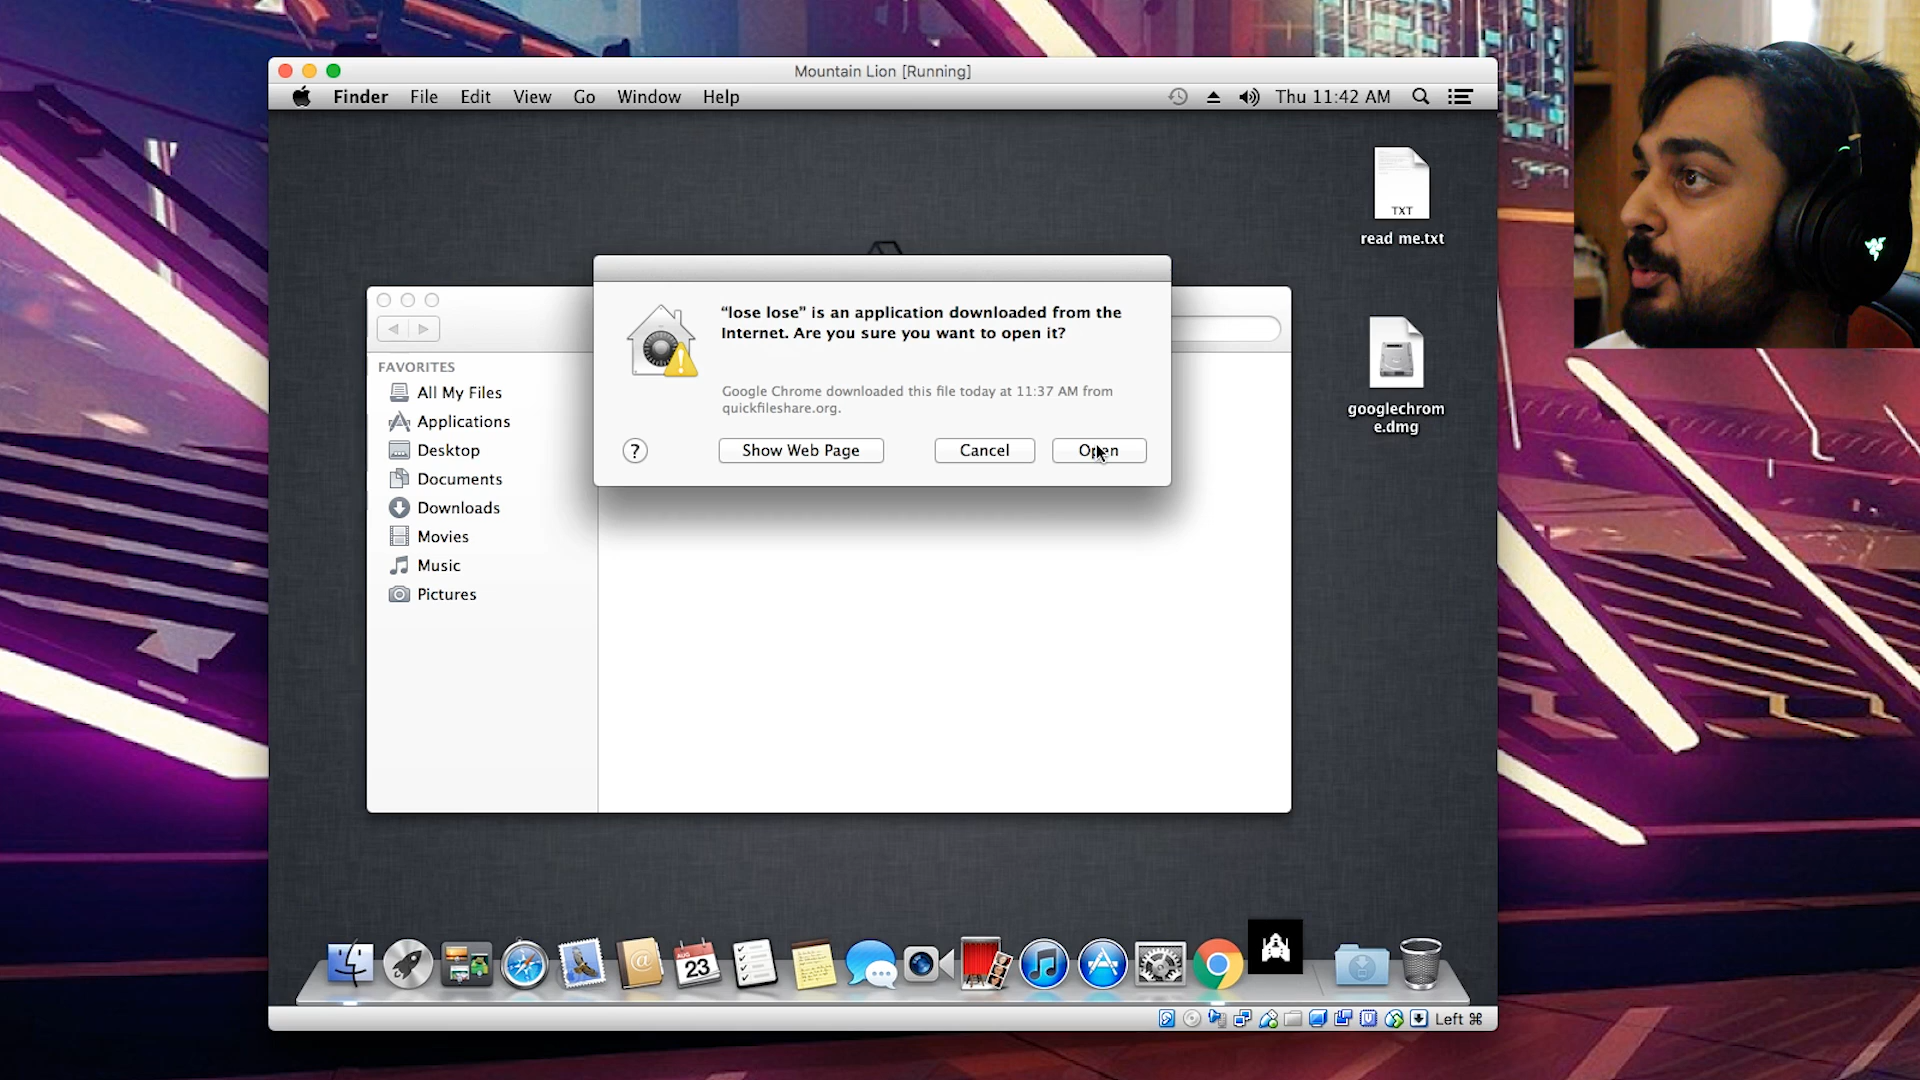 Mountain Lion [Running]
Finder File Edit View Go Window Help
Thu 11:42 AM
TXT
read me.txt
"lose lose" is an application downloaded from the
Internet. Are you sure you want to open it?
Google Chrome downloaded this file today at 11:37 AM from
quickfileshare.org.
? Show Web Page Cancel Open
FAVORITES
All My Files
Applications
Desktop
Documents
Downloads
Movies
Music
Pictures
googlechrom
e.dmg
AUG
23
Left ⌘